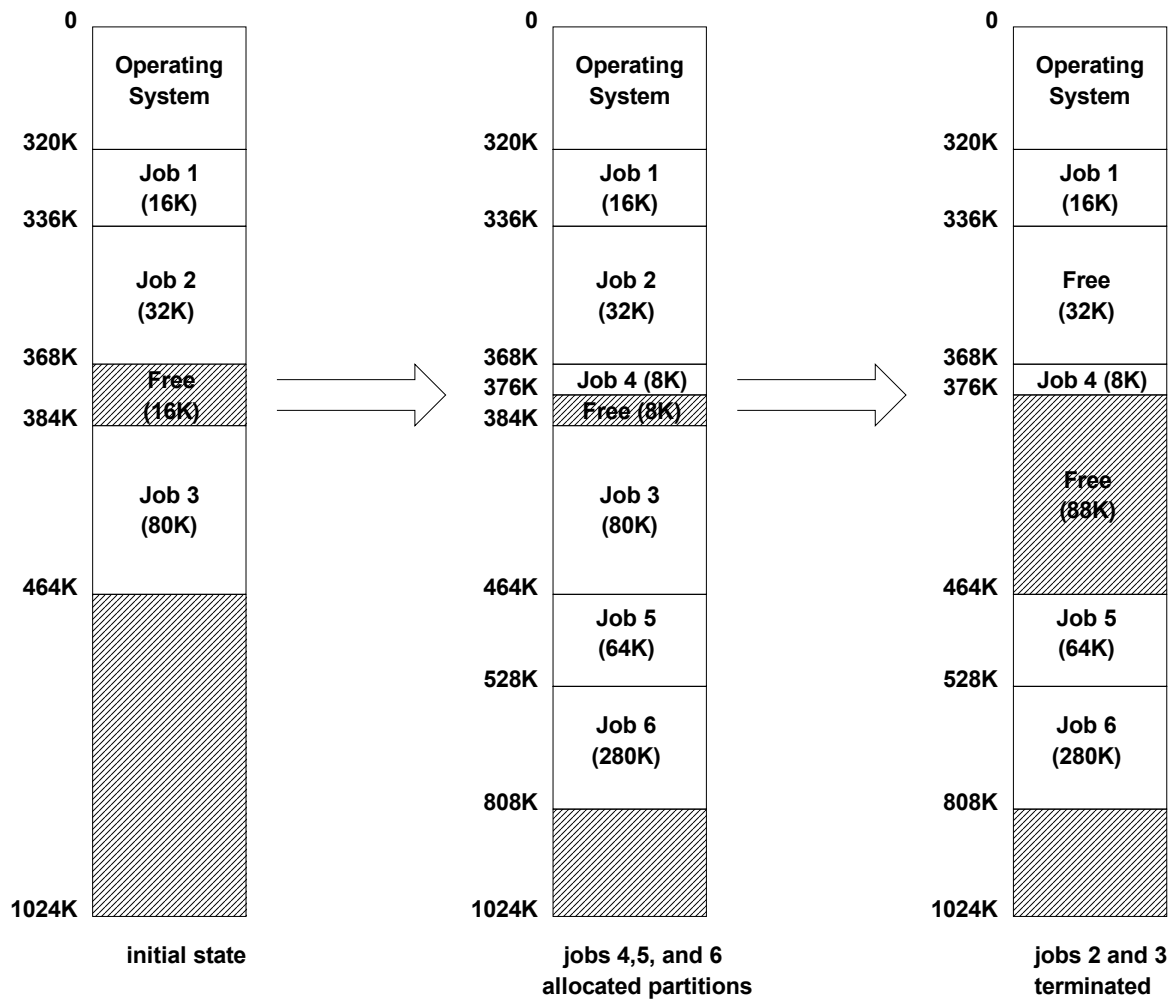 0
Operating
System
320K
Job 1
(16K)
336K
Job 2
(32K)
368K
Free
(16K)
384K
Job 3
(80K)
464K
1024K
initial state
0
Operating
System
320K
Job 1
(16K)
336K
Job 2
(32K)
368K
Job 4 (8K)
376K
Free (8K)
384K
Job 3
(80K)
464K
Job 5
(64K)
528K
Job 6
(280K)
808K
1024K
jobs 4,5, and 6
allocated partitions
0
Operating
System
320K
Job 1
(16K)
336K
Free
(32K)
368K
Job 4 (8K)
376K
Free
(88K)
464K
Job 5
(64K)
528K
Job 6
(280K)
808K
1024K
jobs 2 and 3
terminated